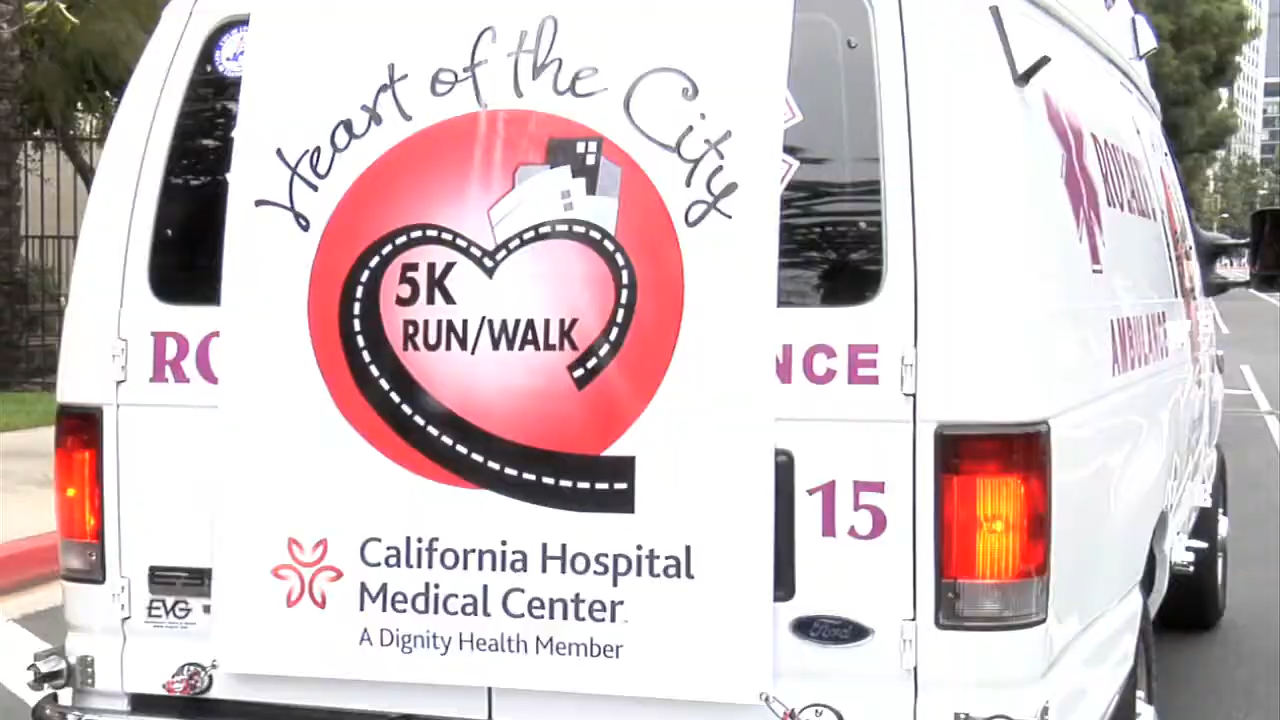 Heart of the City
5K
RUN/WALK
RO
NCE
15
California Hospital
Medical Center
A Dignity Health Member
EVG
Ford
AMBULANCE